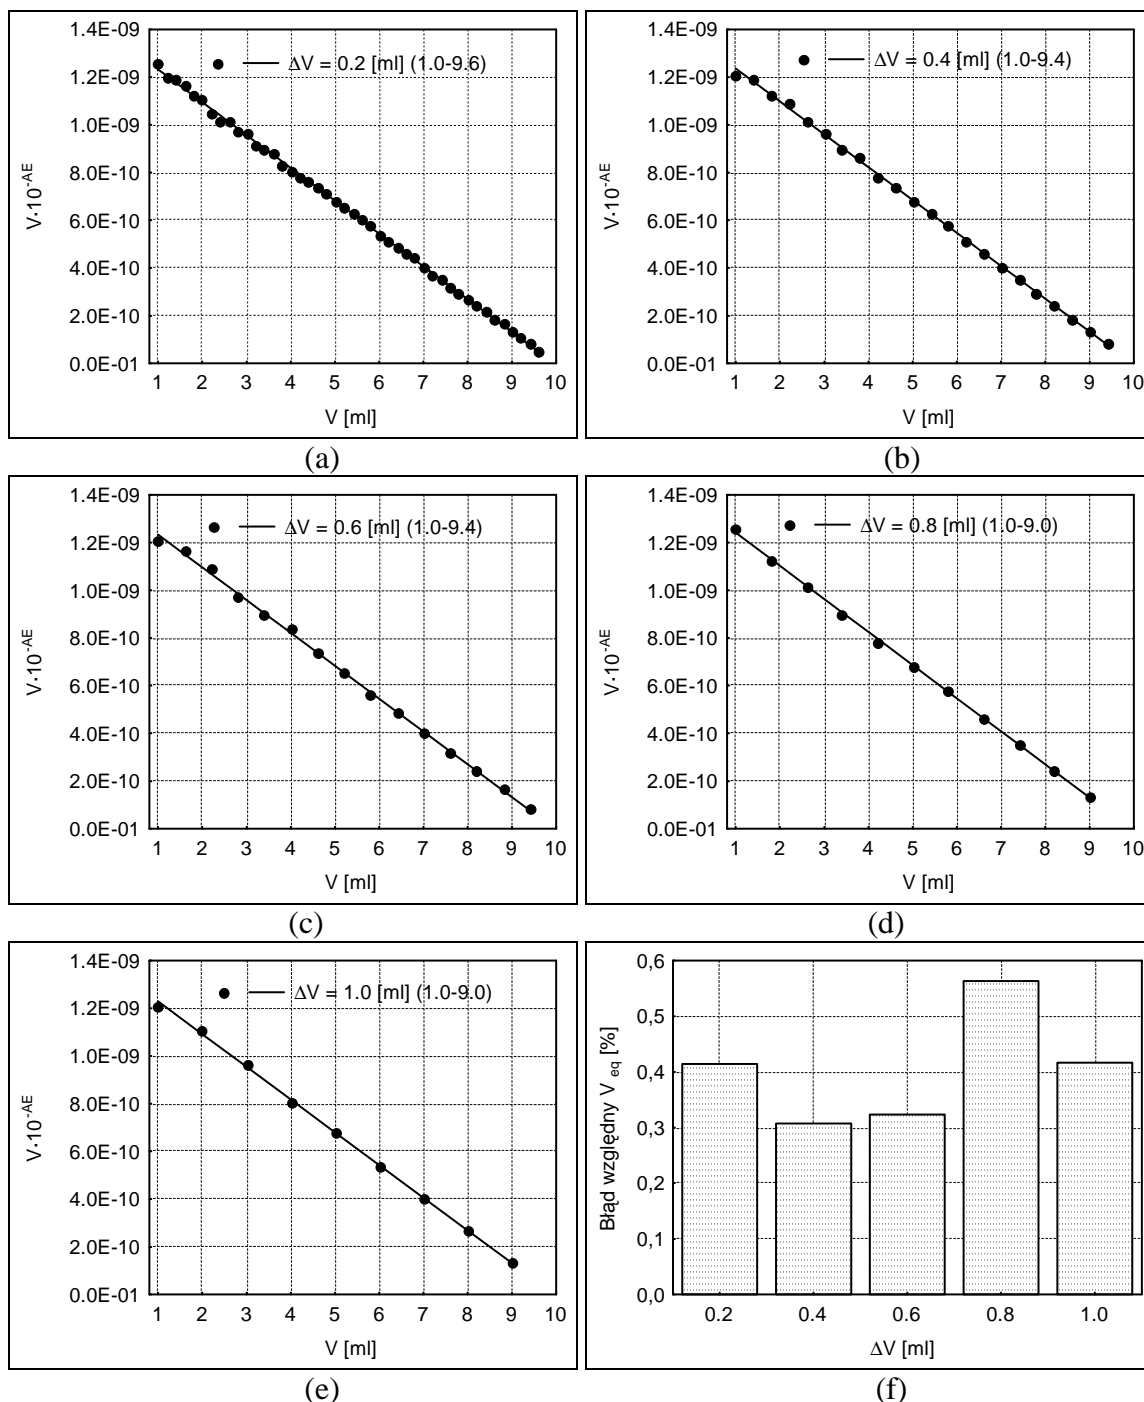 1.4E-09
1.2E-09
1.0E-09
8.0E-10
6.0E-10
4.0E-10
2.0E-10
0.0E-01
V·10^-AE
ΔV = 0.2 [ml] (1.0-9.6)
1 2 3 4 5 6 7 8 9 10
V [ml]
(a)
1.4E-09
1.2E-09
1.0E-09
8.0E-10
6.0E-10
4.0E-10
2.0E-10
0.0E-01
V·10^-AE
ΔV = 0.4 [ml] (1.0-9.4)
1 2 3 4 5 6 7 8 9 10
V [ml]
(b)
1.4E-09
1.2E-09
1.0E-09
8.0E-10
6.0E-10
4.0E-10
2.0E-10
0.0E-01
V·10^-AE
ΔV = 0.6 [ml] (1.0-9.4)
1 2 3 4 5 6 7 8 9 10
V [ml]
(c)
1.4E-09
1.2E-09
1.0E-09
8.0E-10
6.0E-10
4.0E-10
2.0E-10
0.0E-01
V·10^-AE
ΔV = 0.8 [ml] (1.0-9.0)
1 2 3 4 5 6 7 8 9 10
V [ml]
(d)
1.4E-09
1.2E-09
1.0E-09
8.0E-10
6.0E-10
4.0E-10
2.0E-10
0.0E-01
V·10^-AE
ΔV = 1.0 [ml] (1.0-9.0)
1 2 3 4 5 6 7 8 9 10
V [ml]
(e)
0,6
0,5
0,4
0,3
0,2
0,1
0,0
Błąd względny V eq [%]
0.2 0.4 0.6 0.8 1.0
ΔV [ml]
(f)